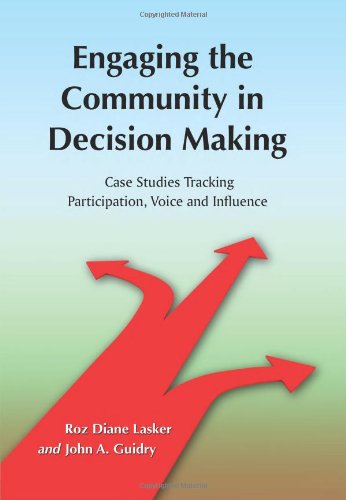 Copyrighted Material
Engaging the
Community in
Decision Making
Case Studies Tracking
Participation, Voice and Influence
Roz Diane Lasker
and John A. Guidry
Copyrighted Material